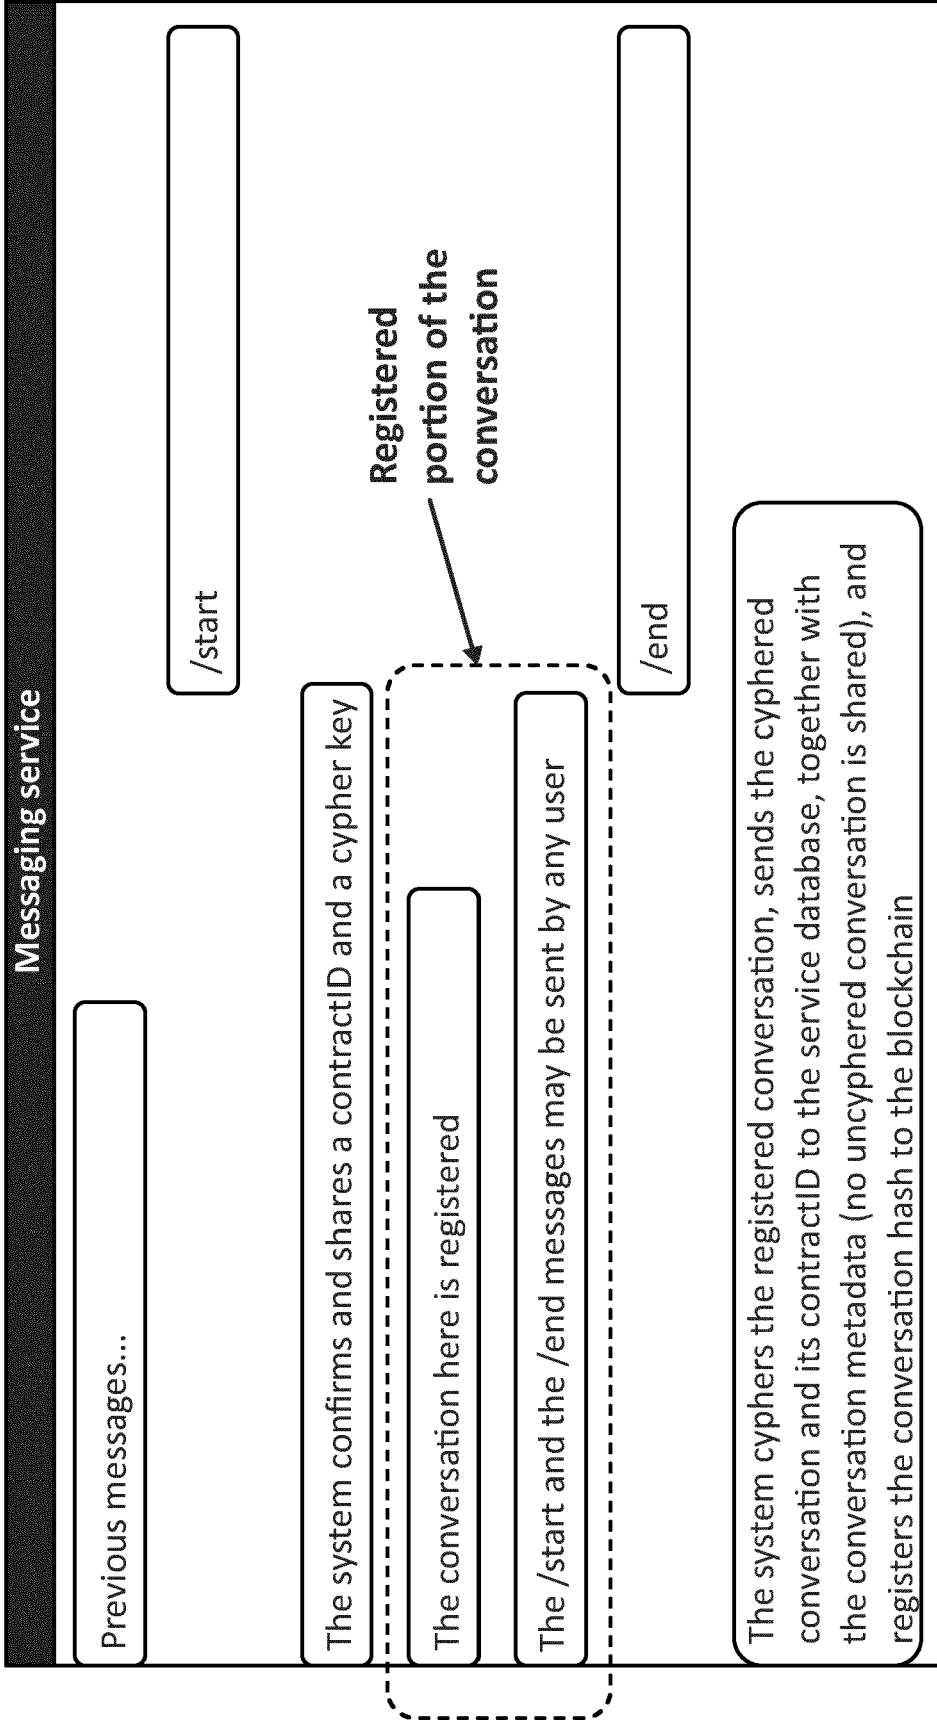 Messaging service
Previous messages...
/start
The system confirms and shares a contractID and a cypher key
Registered
portion of the
conversation
The conversation here is registered
The /start and the /end messages may be sent by any user
/end
The system cyphers the registered conversation, sends the cyphered
conversation and its contractID to the service database, together with
the conversation metadata (no uncyphered conversation is shared), and
registers the conversation hash to the blockchain